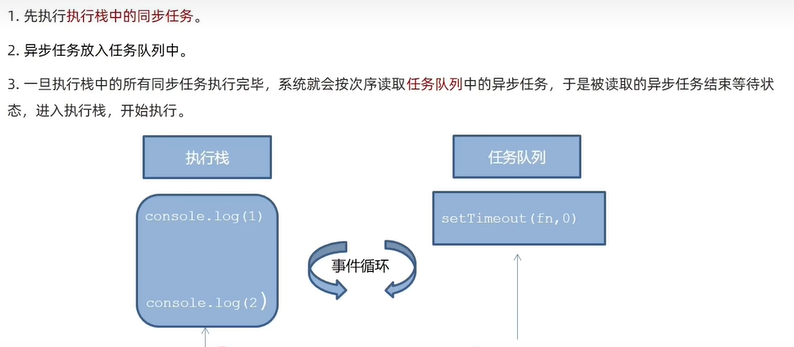 1. 先执行执行栈中的同步任务。
2. 异步任务放入任务队列中。
3. 一旦执行栈中的所有同步任务执行完毕，系统就会按次序读取任务队列中的异步任务，于是被读取的异步任务结束等待状
态，进入执行栈，开始执行。
执行栈
任务队列
console.log(1)
setTimeout(fn,0)
事件循环
console.log(2)